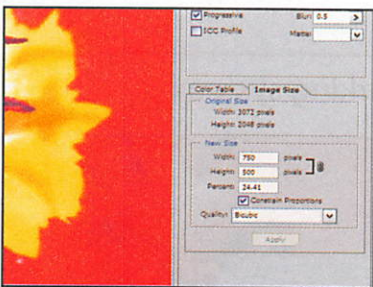 Progressive Blur: 0.5
ICC Profile Matte:
Color Table Image Size
Original Size
Width: 3072 pixels
Height: 2048 pixels
New Size
Width: 750 pixels
Height: 500 pixels
Percent: 24.41
Constrain Proportions
Quality: Bicubic
Apply